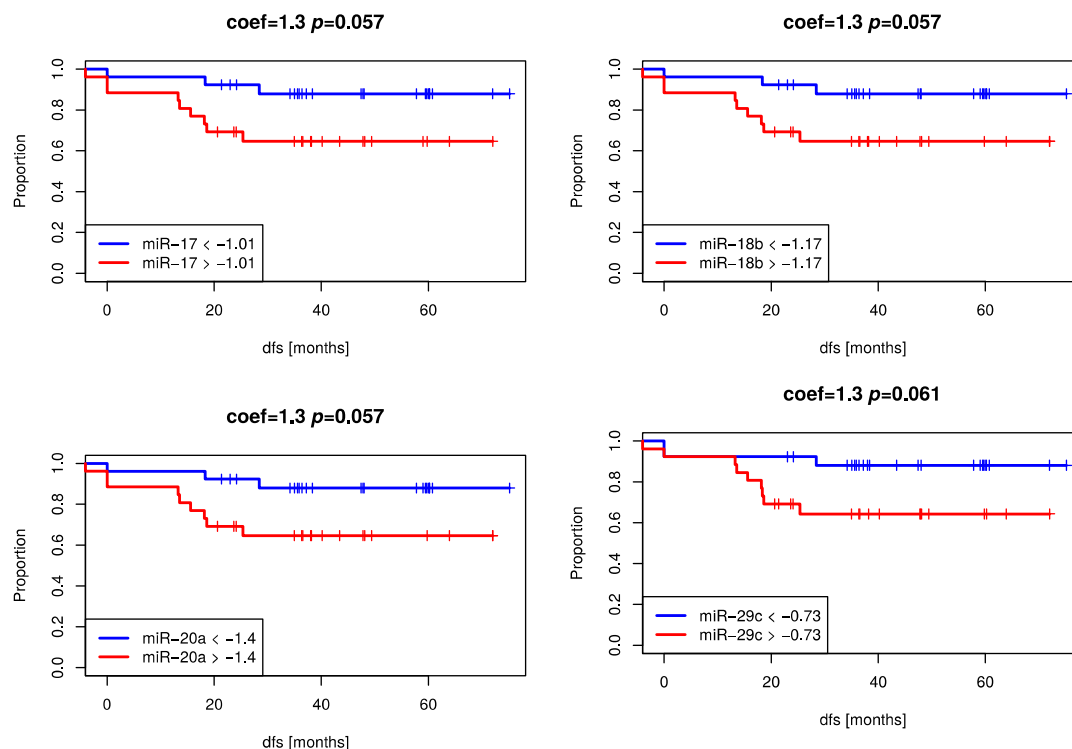 coef=1.3 p=0.057
Proportion
1.0
0.8
0.6
0.4
0.2
0.0
miR−17 < −1.01
miR−17 > −1.01
0 20 40 60
dfs [months]
coef=1.3 p=0.057
Proportion
1.0
0.8
0.6
0.4
0.2
0.0
miR−18b < −1.17
miR−18b > −1.17
0 20 40 60
dfs [months]
coef=1.3 p=0.057
Proportion
1.0
0.8
0.6
0.4
0.2
0.0
miR−20a < −1.4
miR−20a > −1.4
0 20 40 60
dfs [months]
coef=1.3 p=0.061
Proportion
1.0
0.8
0.6
0.4
0.2
0.0
miR−29c < −0.73
miR−29c > −0.73
0 20 40 60
dfs [months]